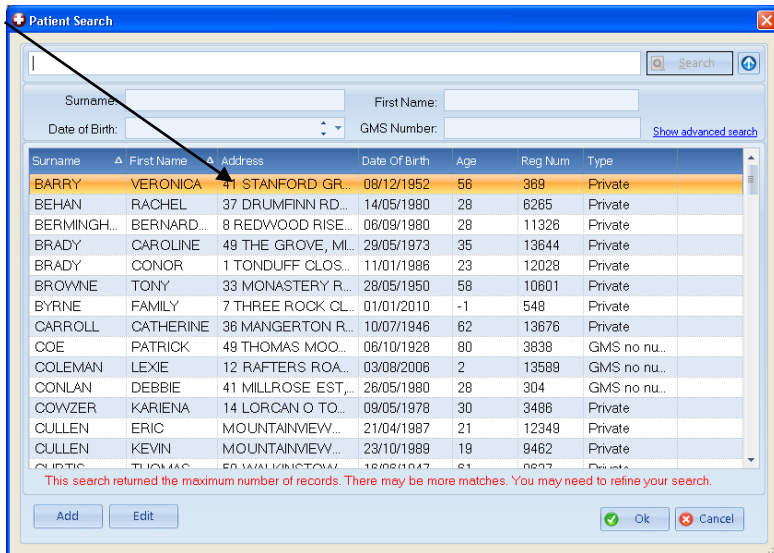 Patient Search
Search
Surname: First Name:
Date of Birth: GMS Number: Show advanced search
Surname First Name Address Date Of Birth Age Reg Num Type
BARRY VERONICA 41 STANFORD GR... 08/12/1952 56 369 Private
BEHAN RACHEL 37 DRUMFINN RD... 14/05/1980 28 6265 Private
BERMINGH... BERNARD... 8 REDWOOD RISE... 06/09/1980 28 11326 Private
BRADY CAROLINE 49 THE GROVE, MI... 29/05/1973 35 13644 Private
BRADY CONOR 1 TONDUFF CLOS... 11/01/1986 23 12028 Private
BROWNE TONY 33 MONASTERY R... 28/05/1950 58 10601 Private
BYRNE FAMILY 7 THREE ROCK CL... 01/01/2010 -1 548 Private
CARROLL CATHERINE 36 MANGERTON R... 10/07/1946 62 13676 Private
COE PATRICK 49 THOMAS MOO... 06/10/1928 80 3838 GMS no nu...
COLEMAN LEXIE 12 RAFTERS ROA... 03/08/2006 2 13589 GMS no nu...
CONLAN DEBBIE 41 MILLROSE EST,... 26/05/1980 28 304 GMS no nu...
COWZER KARIENA 14 LORCAN O TO... 09/05/1978 30 3486 Private
CULLEN ERIC MOUNTAINVIEW... 21/04/1987 21 12349 Private
CULLEN KEVIN MOUNTAINVIEW... 23/10/1989 19 9462 Private
CURTIS THOMAS
This search returned the maximum number of records. There may be more matches. You may need to refine your search.
Add Edit Ok Cancel